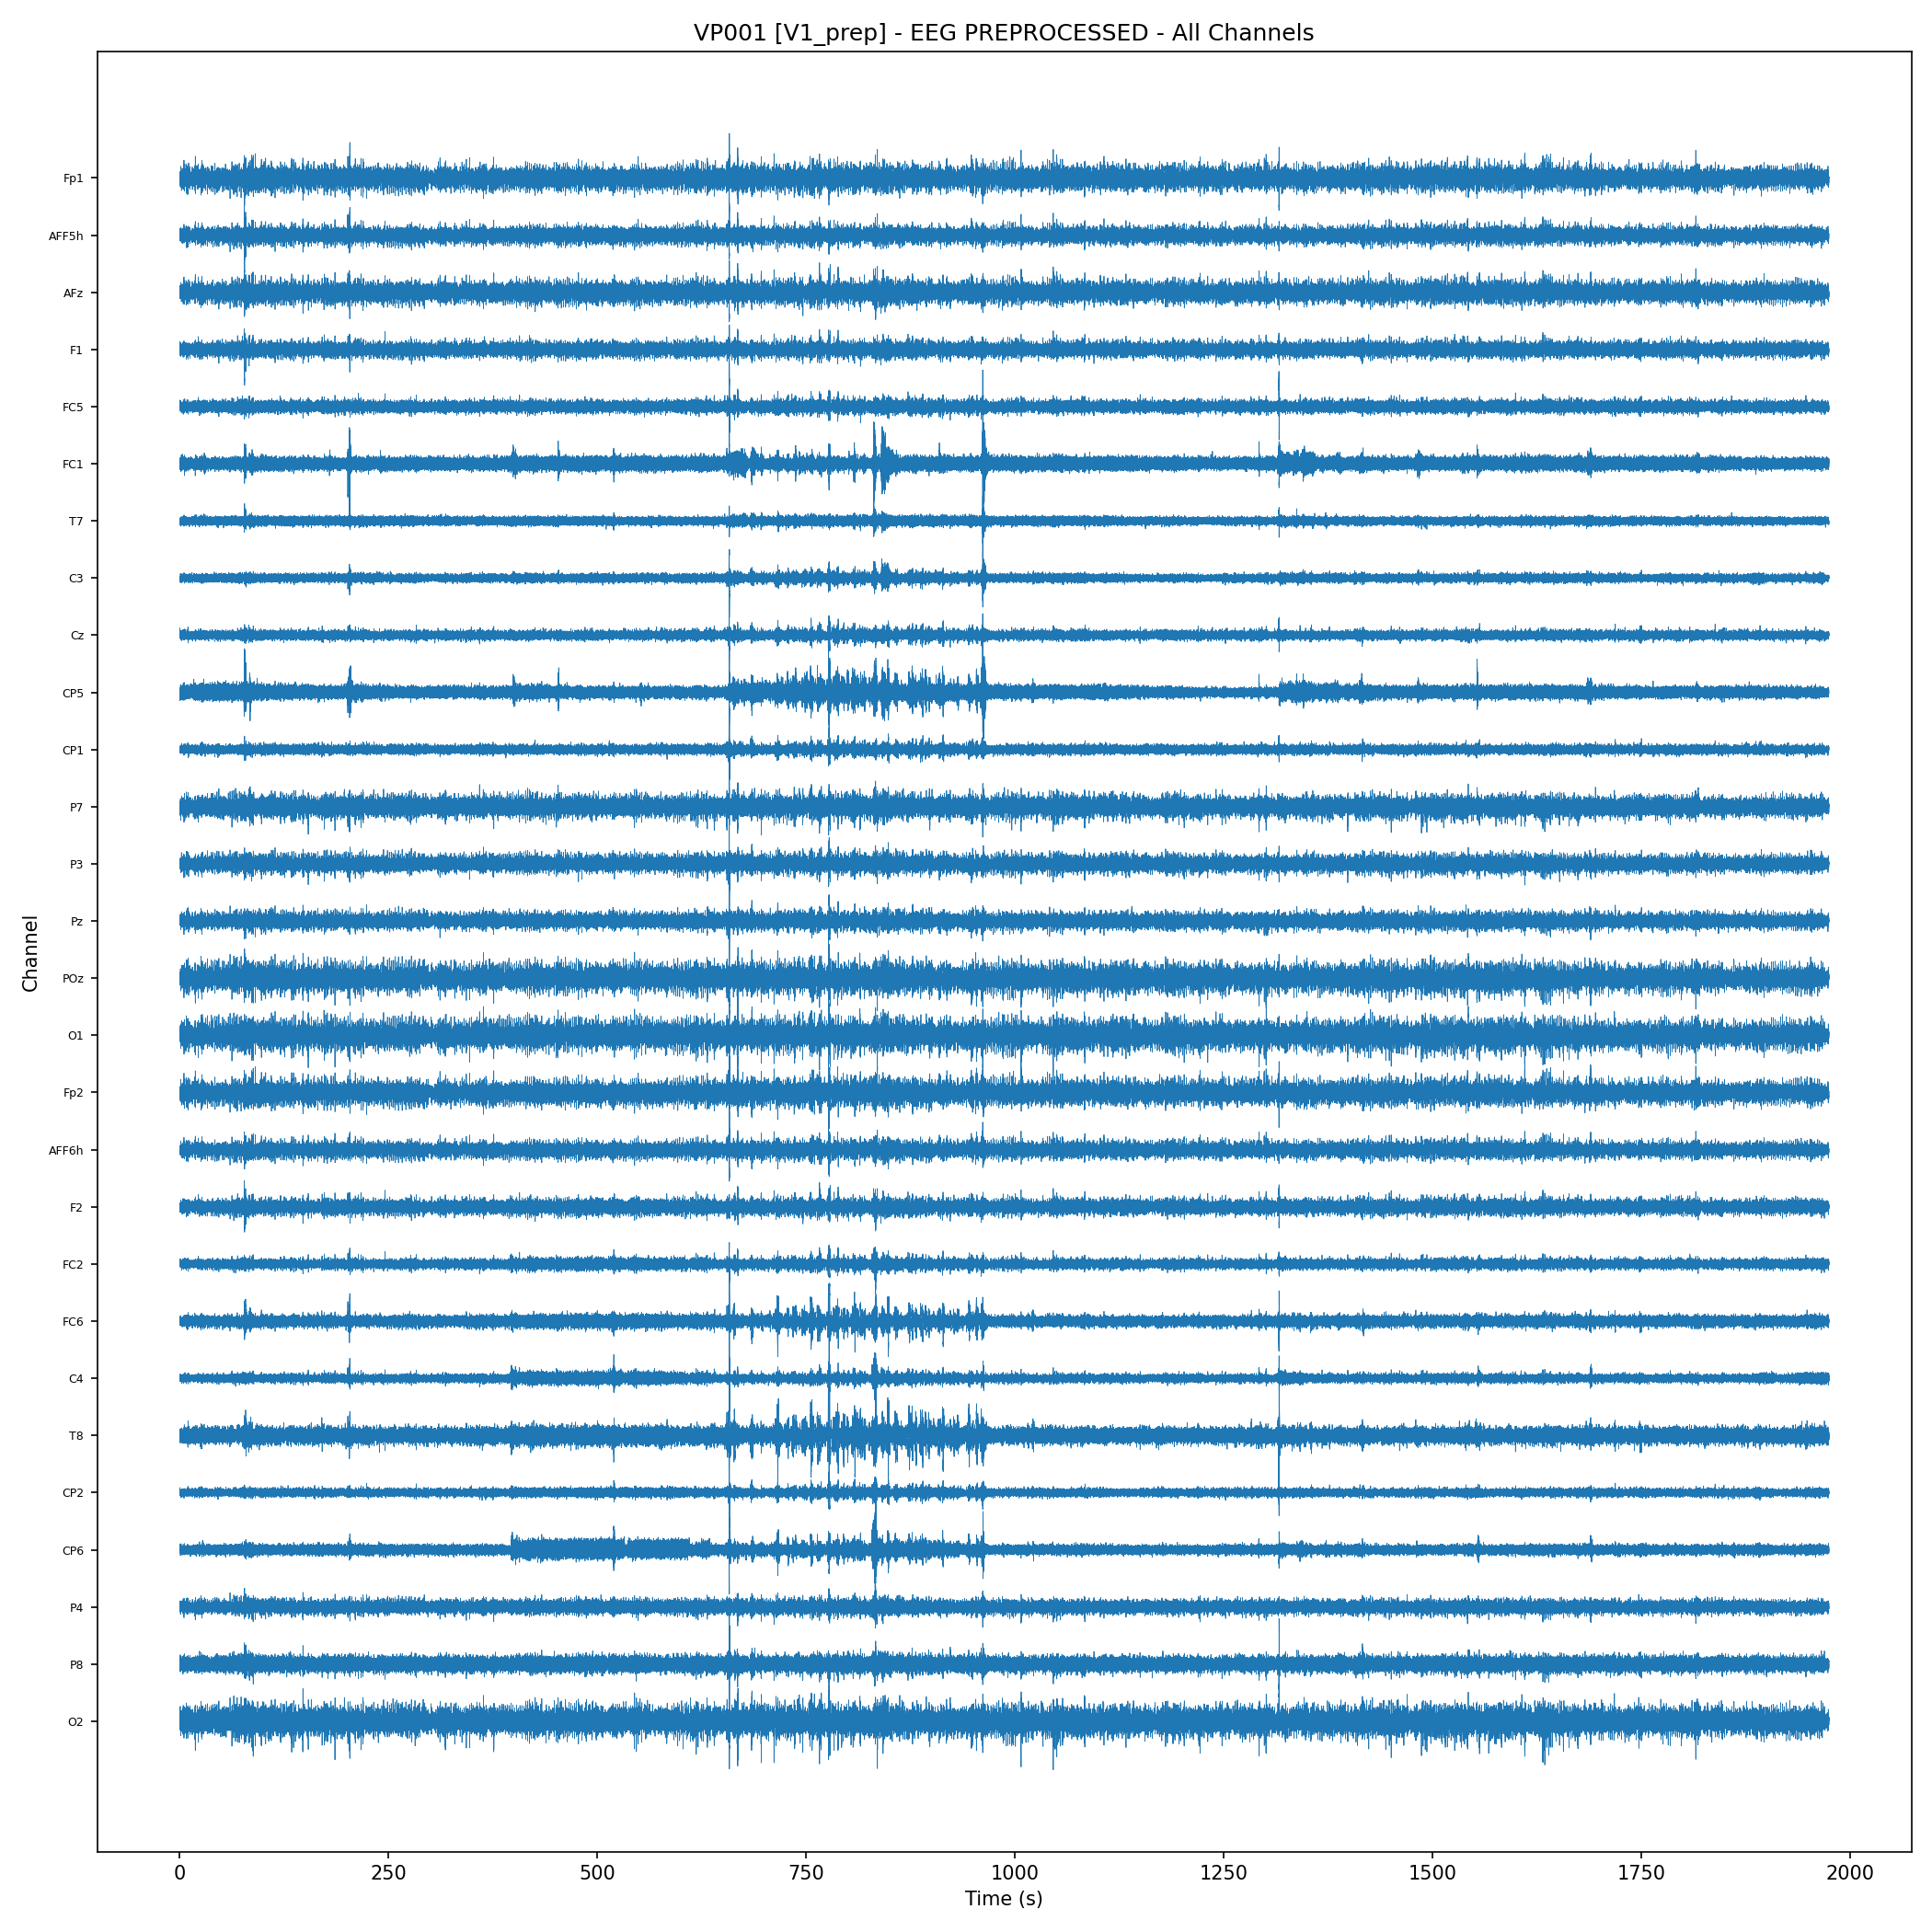 VP001 [V1_prep] - EEG PREPROCESSED - All Channels
Channel
Fp1
AFF5h
AFz
F1
FC5
FC1
T7
C3
Cz
CP5
CP1
P7
P3
Pz
POz
O1
Fp2
AFF6h
F2
FC2
FC6
C4
T8
CP2
CP6
P4
P8
O2
0 250 500 750 1000 1250 1500 1750 2000
Time (s)